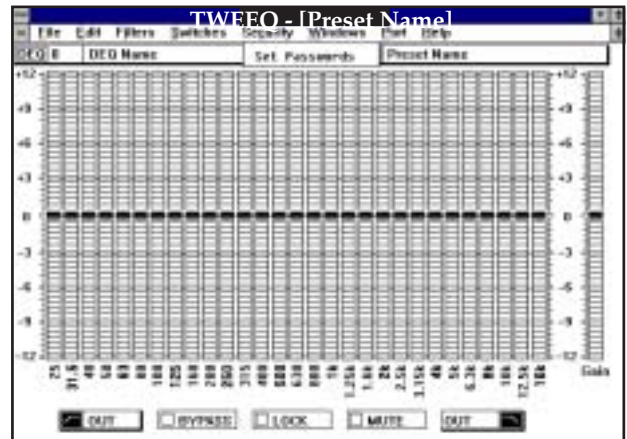 TWEEQ - [Preset Name]
File Edit Filters Switches Security Windows Port Help
DEQ 0 DEQ Name Set Passwords Preset Name
+12 +12
+9 +9
+6 +6
+3 +3
0 0
-3 -3
-6 -6
-9 -9
-12 -12
25 31.5 40 50 63 80 100 125 160 200 250 315 400 500 630 800 1k 1.25k 1.6k 2k 2.5k 3.15k 4k 5k 6.3k 8k 10k 12.5k 16k Gain
OUT BYPASS LOCK MUTE OUT